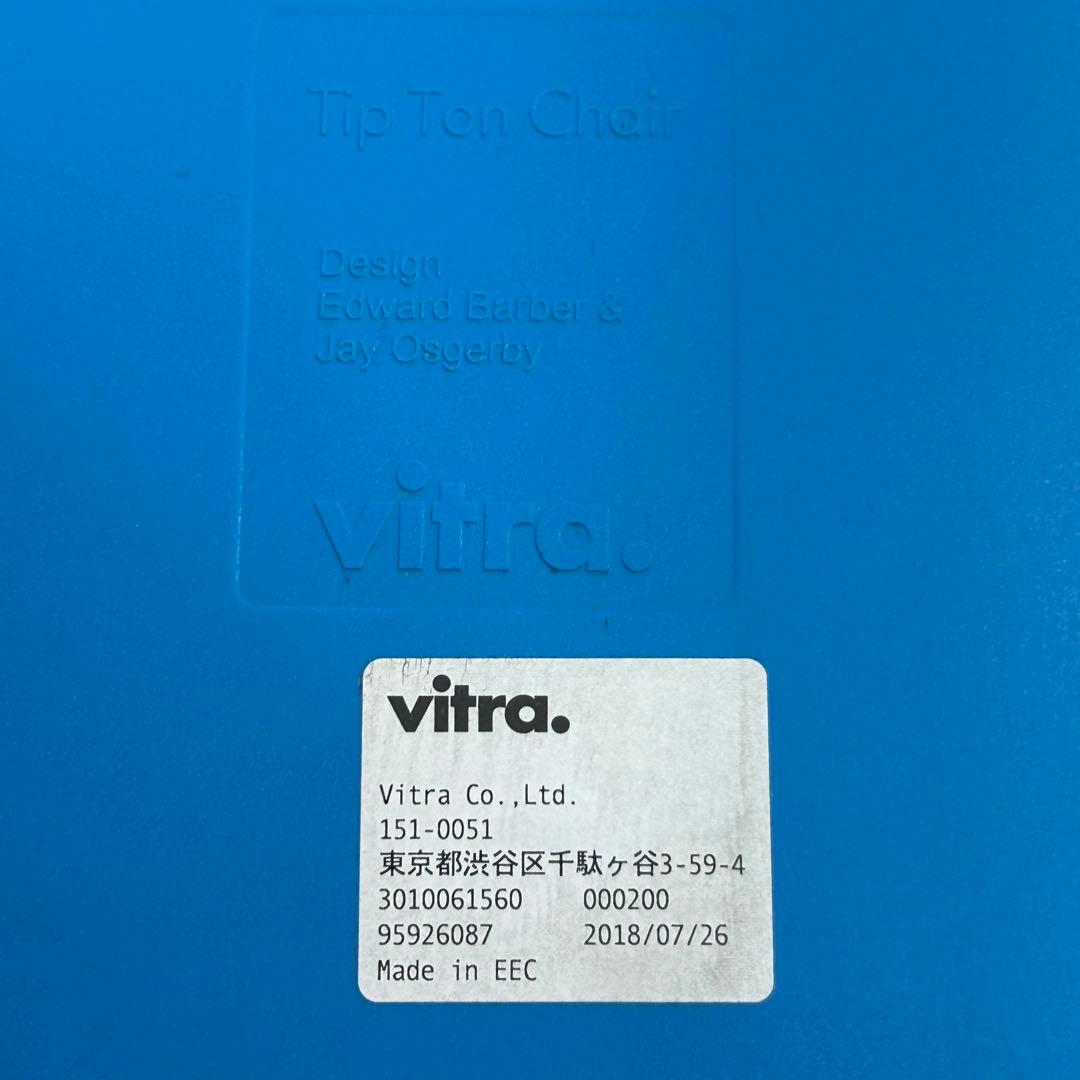 Tip Ton Chair
Design
Edward Barber &
Jay Osgerby
vitra.
vitra.
Vitra Co.,Ltd.
151-0051
東京都渋谷区千駄ヶ谷3-59-4
3010061560 000200
95926087 2018/07/26
Made in EEC